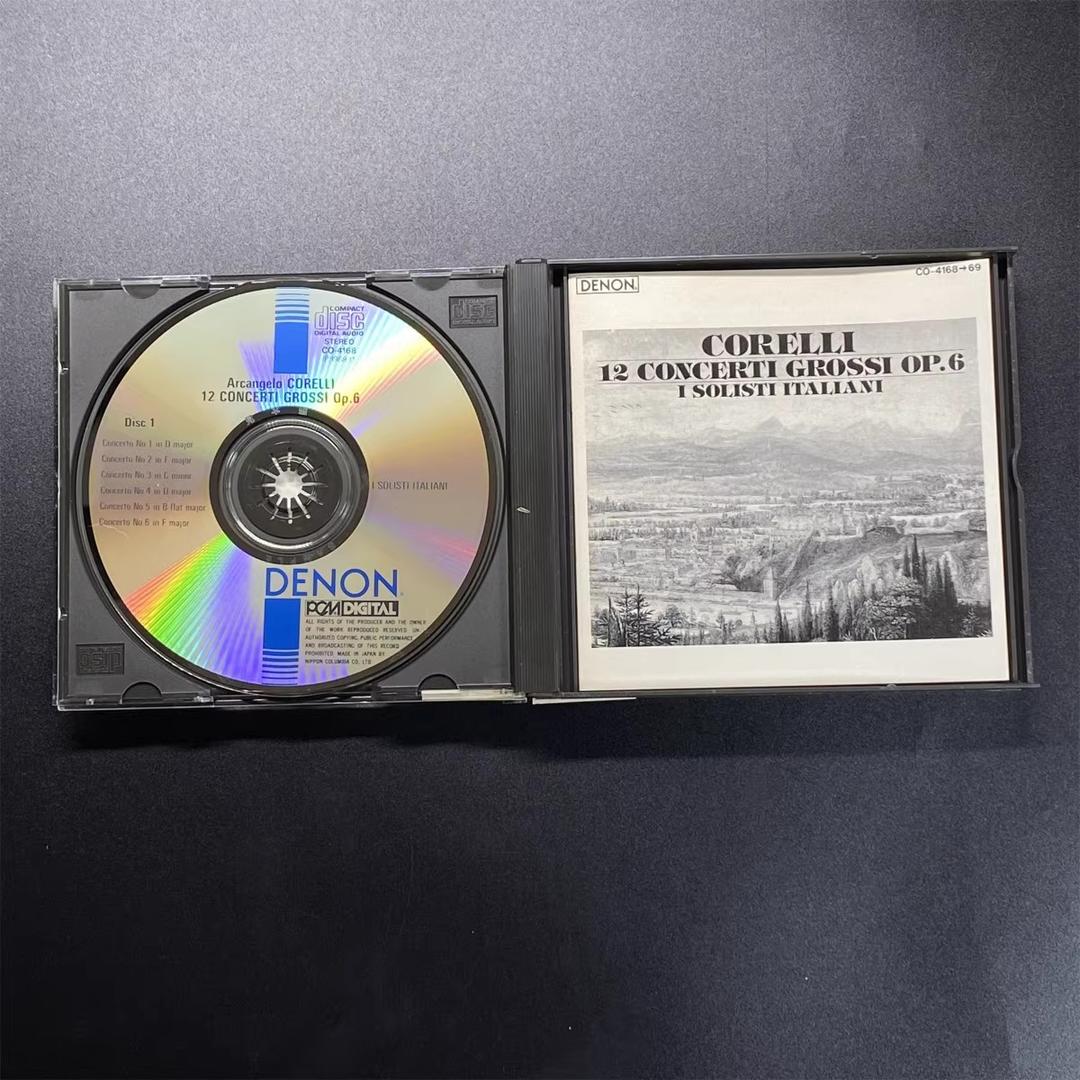 COMPACT
disc
DIGITAL AUDIO
STEREO
CO-4168
Arcangelo CORELLI
12 CONCERTI GROSSI Op.6
Disc 1
Concerto No 1 in D major
Concerto No 2 in F major
Concerto No 3 in C minor
Concerto No 4 in D major
Concerto No 5 in B flat major
Concerto No 6 in F major
I SOLISTI ITALIANI
DENON
PCM DIGITAL
ALL RIGHTS OF THE PRODUCER AND THE OWNER
OF THE WORK REPRODUCED RESERVED UN
AUTHORIZED COPYING, PUBLIC PERFORMANCE
AND BROADCASTING OF THIS RECORD
PROHIBITED. MADE IN JAPAN BY
NIPPON COLUMBIA CO., LTD
disc
disc
DENON
CO-4168→69
CORELLI
12 CONCERTI GROSSI OP.6
I SOLISTI ITALIANI